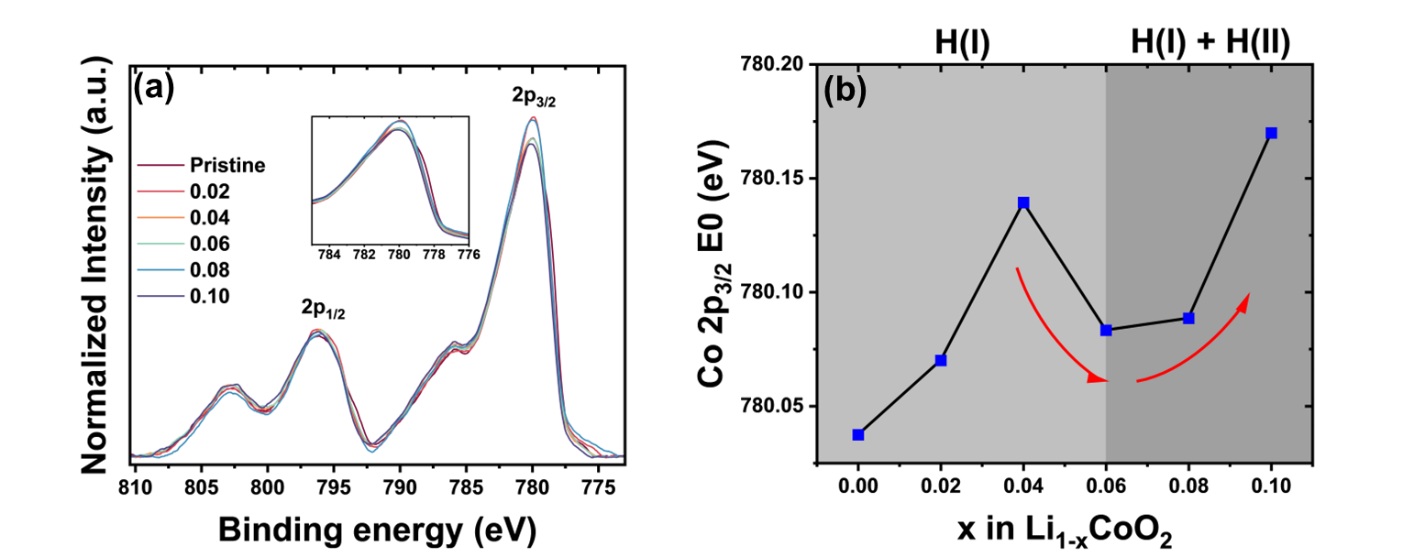 (a)
Normalized Intensity (a.u.)
2p3/2
2p1/2
Pristine
0.02
0.04
0.06
0.08
0.10
784 782 780 778 776
810 805 800 795 790 785 780 775
Binding energy (eV)
H(I) H(I) + H(II)
(b)
Co 2p3/2 E0 (eV)
780.20
780.15
780.10
780.05
0.00 0.02 0.04 0.06 0.08 0.10
x in Li1-xCoO2